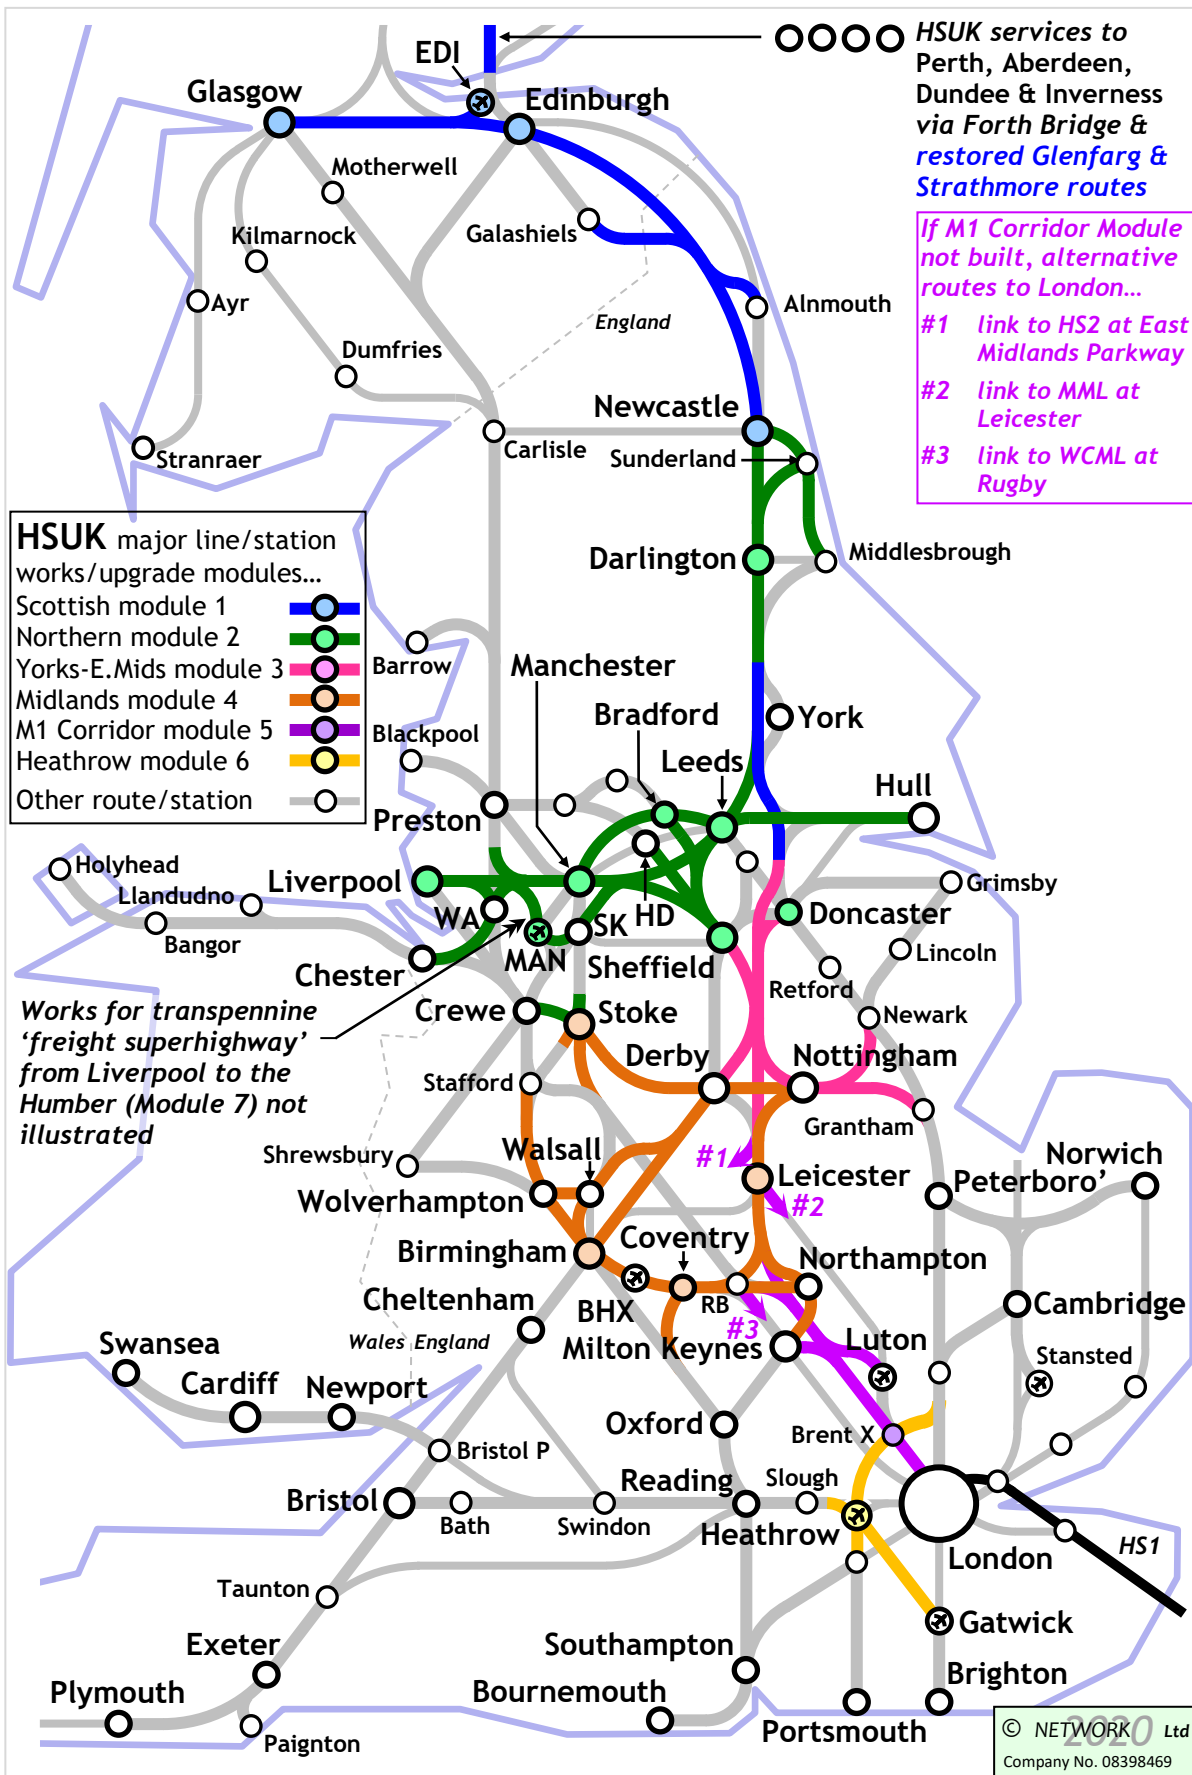 HSUK services to
Perth, Aberdeen,
Dundee & Inverness
via Forth Bridge &
restored Glenfarg &
Strathmore routes
If M1 Corridor Module
not built, alternative
routes to London...
#1 link to HS2 at East
Midlands Parkway
#2 link to MML at
Leicester
#3 link to WCML at
Rugby
EDI
Glasgow
Edinburgh
Motherwell
Kilmarnock
Galashiels
Ayr
Alnmouth
England
Dumfries
Newcastle
Carlisle
Stranraer
Sunderland
HSUK major line/station
works/upgrade modules...
Scottish module 1
Northern module 2
Yorks-E.Mids module 3
Midlands module 4
M1 Corridor module 5
Heathrow module 6
Other route/station
Darlington
Middlesbrough
Barrow
Manchester
Bradford
York
Blackpool
Leeds
Hull
Preston
Holyhead
Llandudno
Bangor
Liverpool
WA
MAN
SK
HD
Doncaster
Grimsby
Lincoln
Chester
Sheffield
Retford
Works for transpennine
‘freight superhighway’
from Liverpool to the
Humber (Module 7) not
illustrated
Crewe
Stoke
Newark
Derby
Nottingham
Stafford
Grantham
Shrewsbury
Walsall
#1
Norwich
Wolverhampton
Leicester
Peterboro’
#2
Birmingham
Coventry
Northampton
BHX
RB
Cambridge
Cheltenham
#3
Wales England
Milton Keynes
Luton
Stansted
Swansea
Cardiff
Newport
Oxford
Brent X
Bristol P
Reading
Slough
Bristol
Bath
Swindon
Heathrow
London
HS1
Taunton
Gatwick
Exeter
Southampton
Brighton
Plymouth
Bournemouth
Portsmouth
Paignton
© NETWORK 2020 Ltd
Company No. 08398469